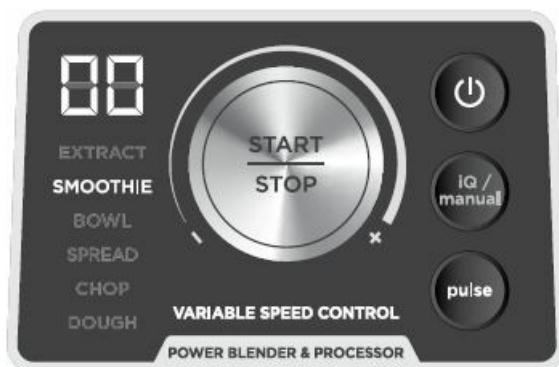 00
EXTRACT
SMOOTHIE
BOWL
SPREAD
CHOP
DOUGH
START
STOP
-
+
VARIABLE SPEED CONTROL
iQ /
manual
pulse
POWER BLENDER & PROCESSOR